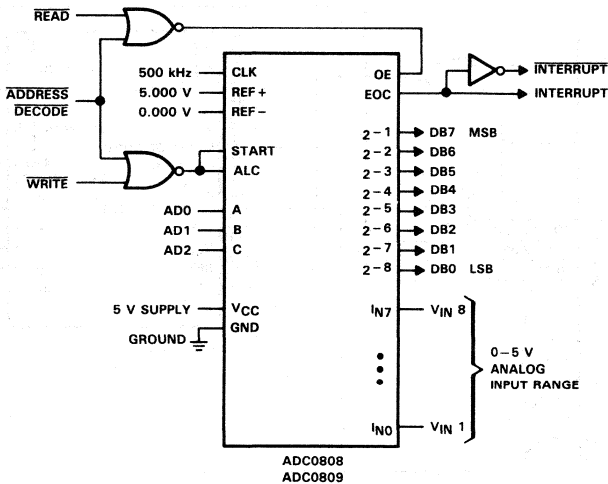 READ
ADDRESS
DECODE
WRITE
500 kHz
5.000 V
0.000 V
AD0
AD1
AD2
5 V SUPPLY
GROUND
CLK
REF+
REF−
START
ALC
A
B
C
VCC
GND
OE
EOC
2−1
2−2
2−3
2−4
2−5
2−6
2−7
2−8
IN7
IN0
INTERRUPT
INTERRUPT
DB7 MSB
DB6
DB5
DB4
DB3
DB2
DB1
DB0 LSB
VIN 8
VIN 1
0−5 V
ANALOG
INPUT RANGE
ADC0808
ADC0809